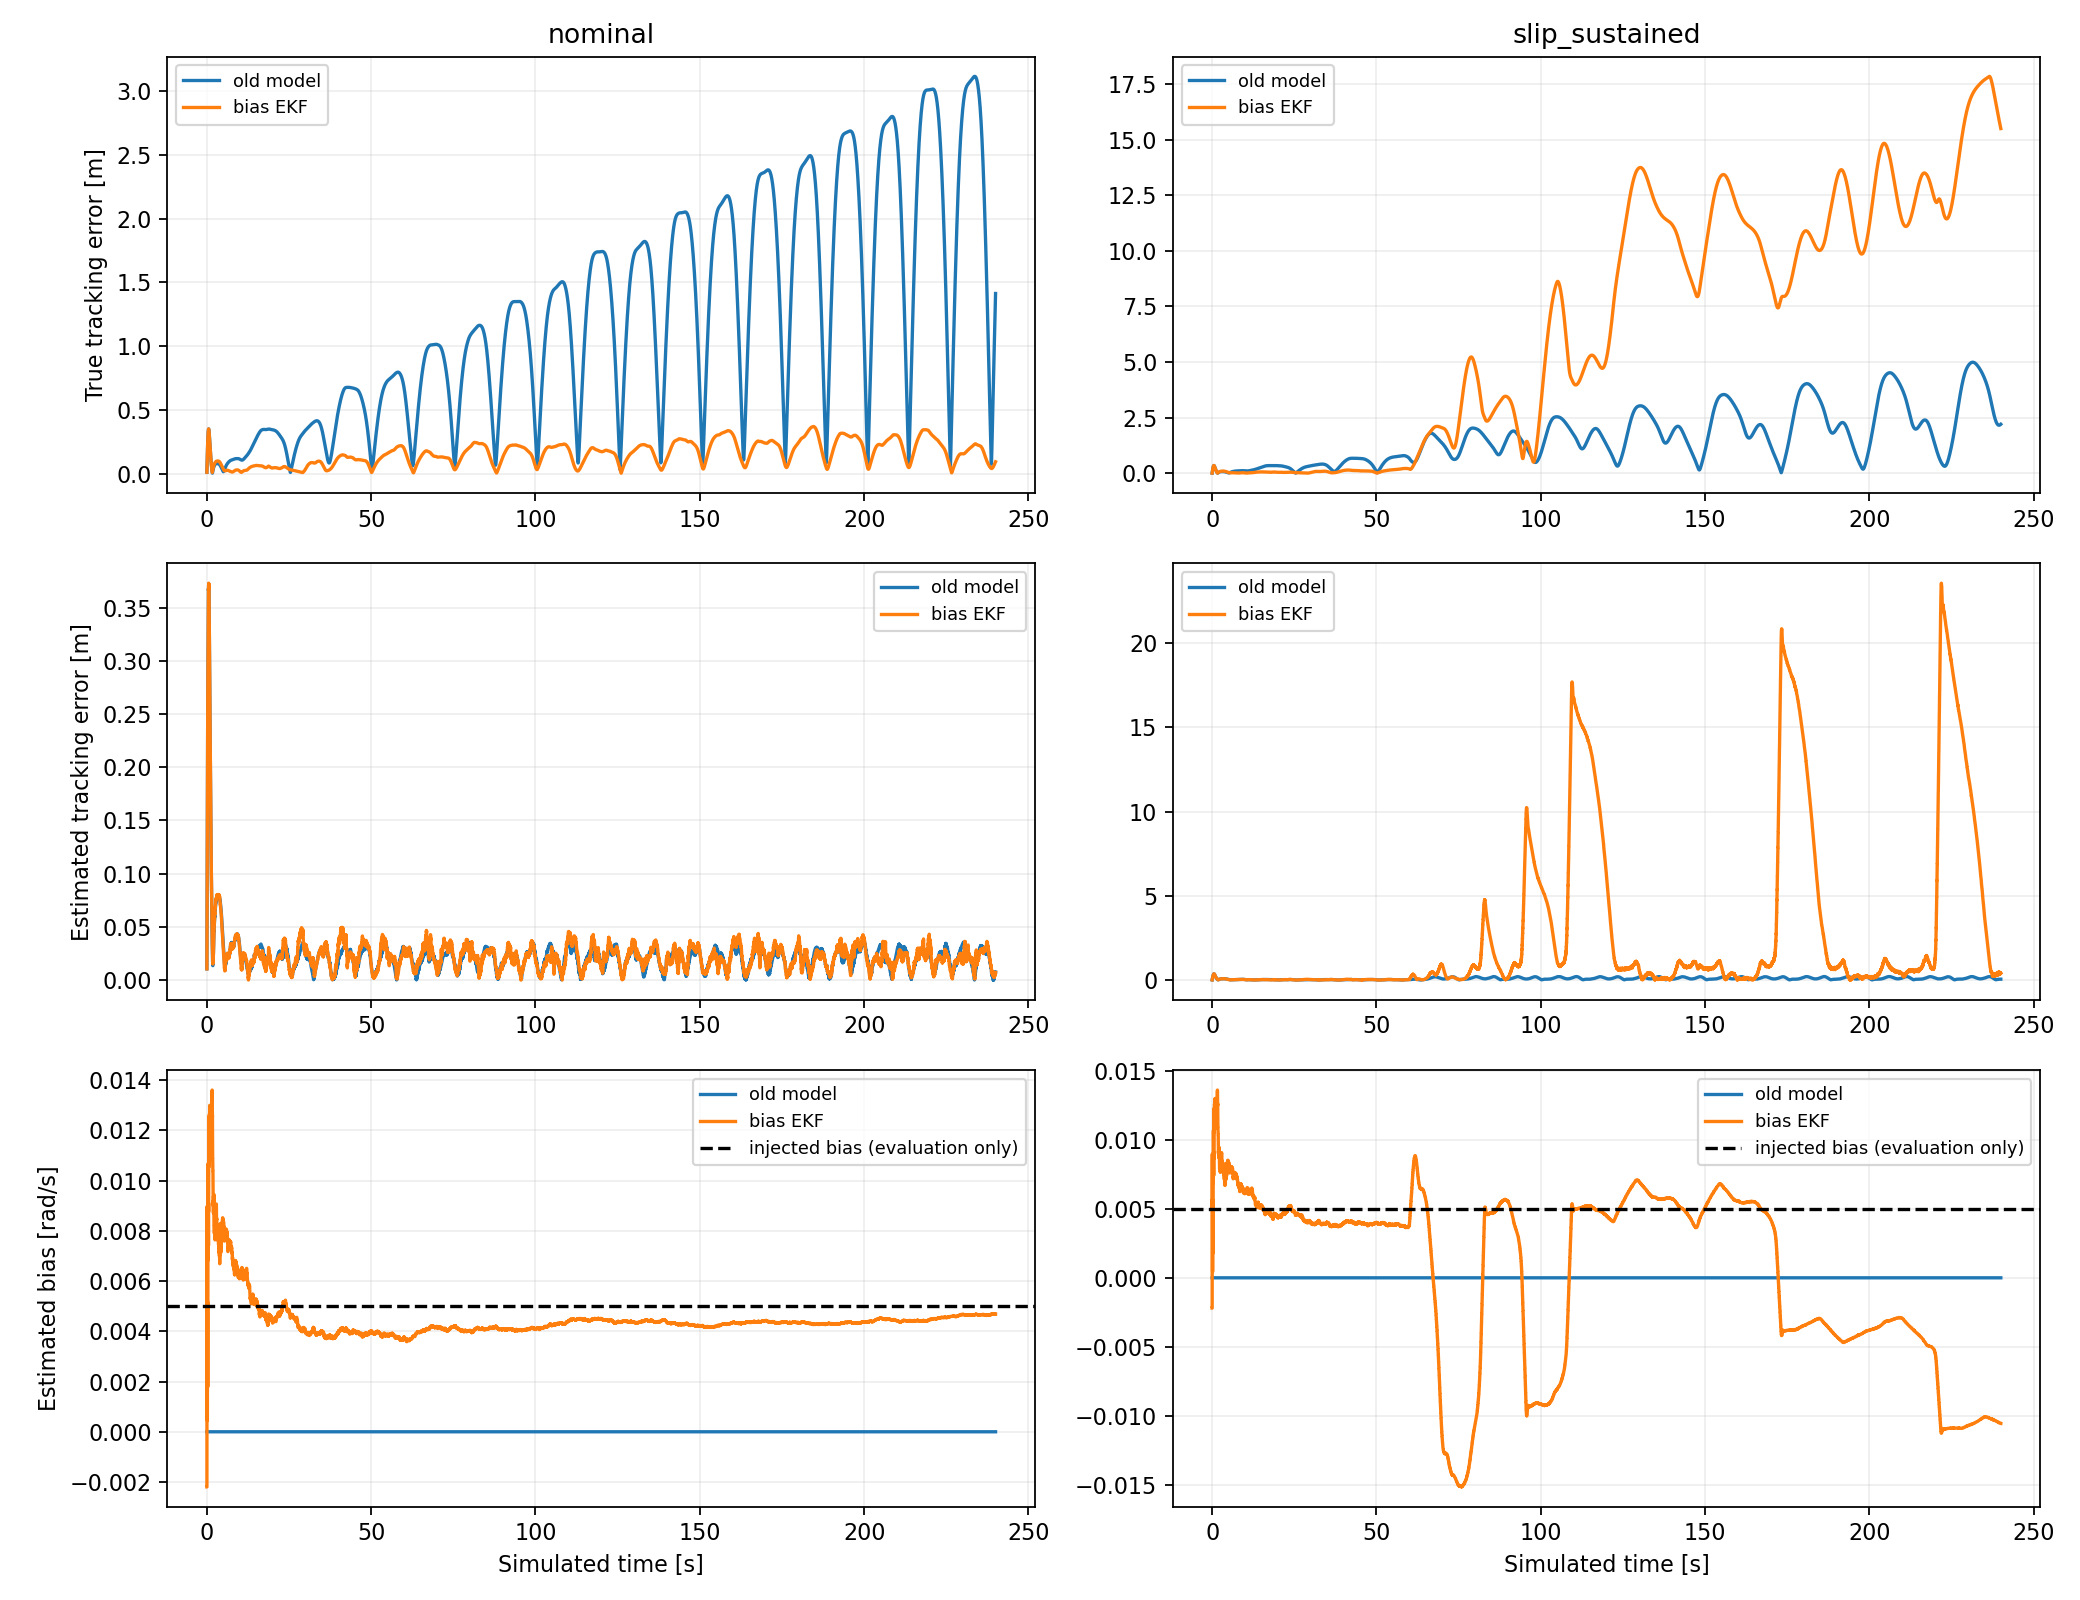 nominal
True tracking error [m]
3.0
2.5
2.0
1.5
1.0
0.5
0.0
old model
bias EKF
0 50 100 150 200 250
slip_sustained
17.5
15.0
12.5
10.0
7.5
5.0
2.5
0.0
old model
bias EKF
0 50 100 150 200 250
Estimated tracking error [m]
0.35
0.30
0.25
0.20
0.15
0.10
0.05
0.00
old model
bias EKF
0 50 100 150 200 250
20
15
10
5
0
old model
bias EKF
0 50 100 150 200 250
Estimated bias [rad/s]
0.014
0.012
0.010
0.008
0.006
0.004
0.002
0.000
−0.002
old model
bias EKF
injected bias (evaluation only)
0 50 100 150 200 250
Simulated time [s]
0.015
0.010
0.005
0.000
−0.005
−0.010
−0.015
old model
bias EKF
injected bias (evaluation only)
0 50 100 150 200 250
Simulated time [s]